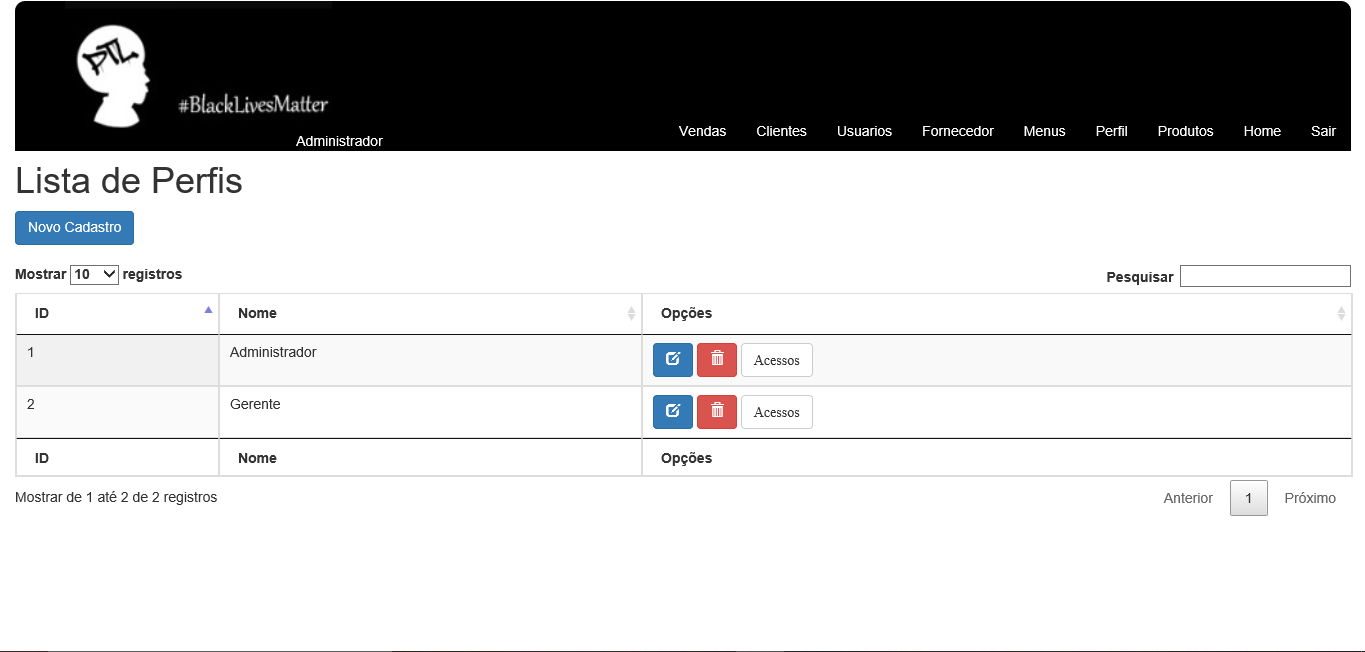 PTL
#BlackLivesMatter
Administrador
Vendas Clientes Usuarios Fornecedor Menus Perfil Produtos Home Sair
Lista de Perfis
Novo Cadastro
Mostrar 10 registros
Pesquisar
ID Nome Opções
1 Administrador Acessos
2 Gerente Acessos
ID Nome Opções
Mostrar de 1 até 2 de 2 registros
Anterior 1 Próximo